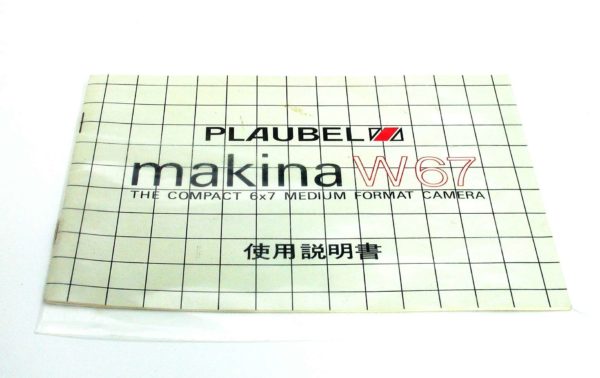 PLAUBEL
makina W67
THE COMPACT 6x7 MEDIUM FORMAT CAMERA
使用説明書